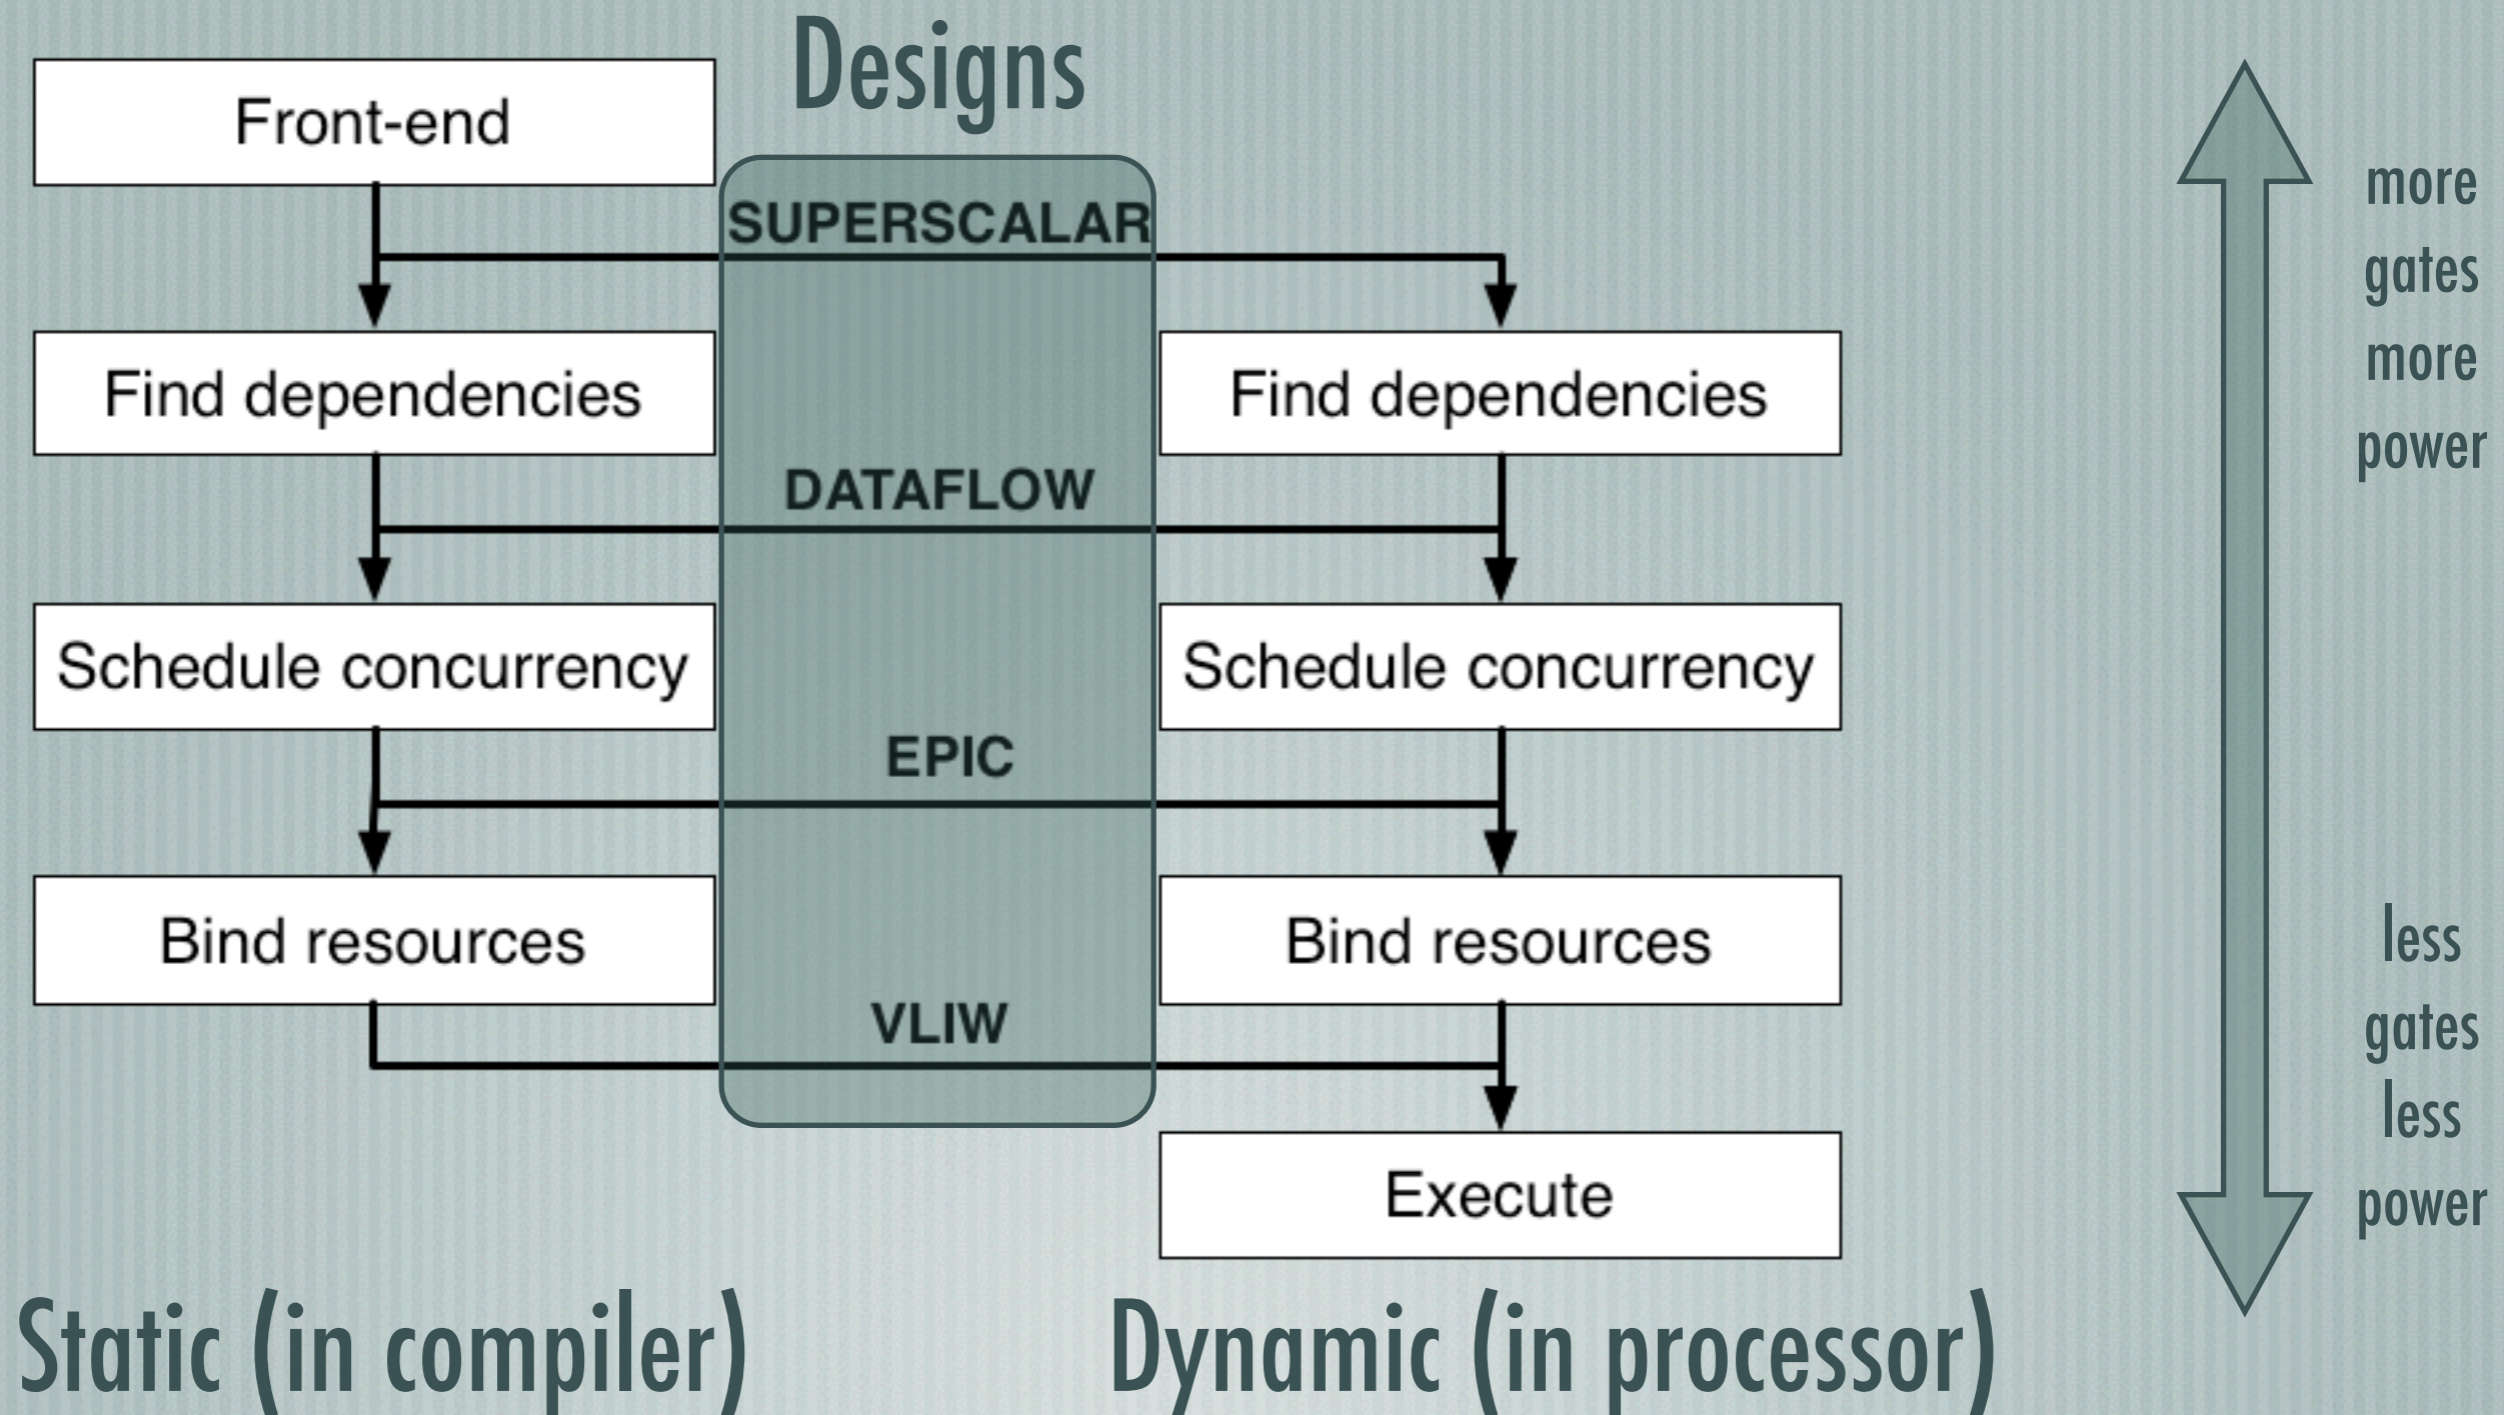 Designs
Front-end
SUPERSCALAR
Find dependencies
Find dependencies
DATAFLOW
Schedule concurrency
Schedule concurrency
EPIC
Bind resources
Bind resources
VLIW
Execute
Static (in compiler)
Dynamic (in processor)
more
gates
more
power
less
gates
less
power